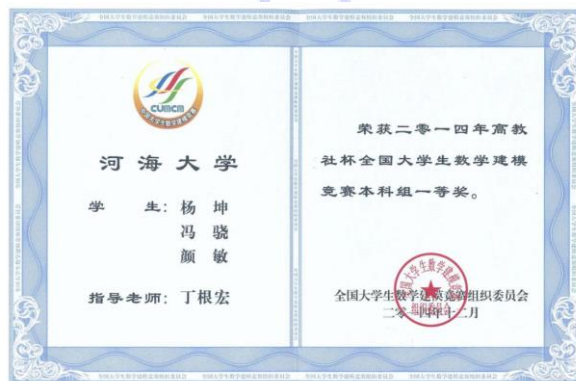 CUMCM
河海大学
学 生：杨 坤
冯 骁
颜 敏
指导老师：丁根宏
荣获二零一四年高教
社杯全国大学生数学建模
竞赛本科组一等奖。
全国大学生数学建模竞赛组织委员会
二零一四年十二月